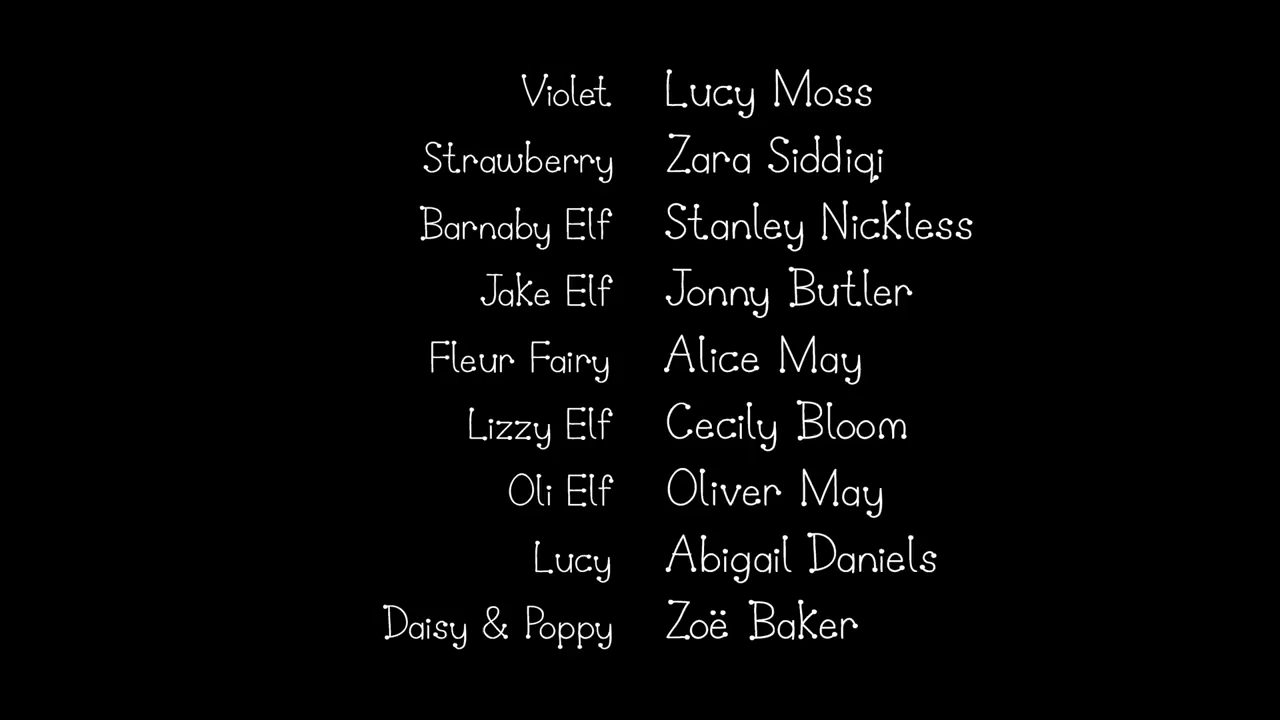 Violet Lucy Moss
Strawberry Zara Siddiqi
Barnaby Elf Stanley Nickless
Jake Elf Jonny Butler
Fleur Fairy Alice May
Lizzy Elf Cecily Bloom
Oli Elf Oliver May
Lucy Abigail Daniels
Daisy & Poppy Zoë Baker